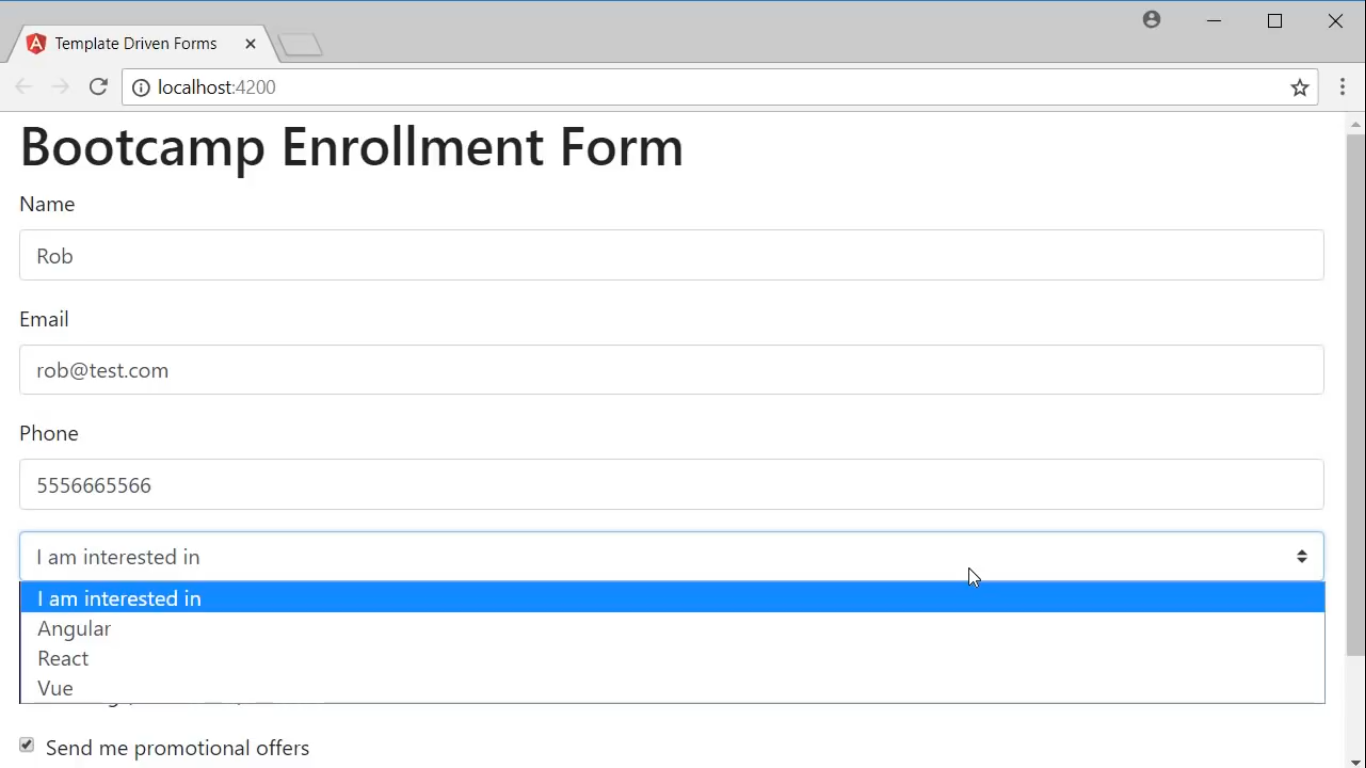 Template Driven Forms
localhost:4200
Bootcamp Enrollment Form
Name
Rob
Email
rob@test.com
Phone
5556665566
I am interested in
I am interested in
Angular
React
Vue
Send me promotional offers